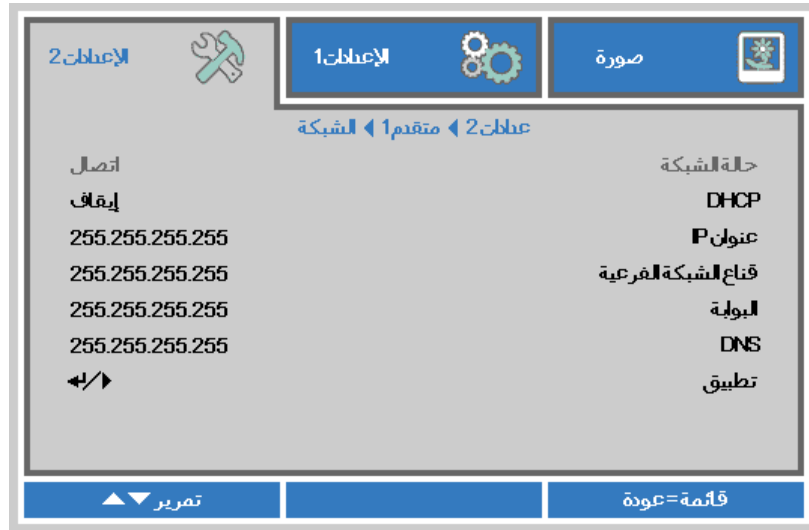 صورة
الإعدادات1
الإعدادات2
عدادات2 ◀ متقدم1 ◀ الشبكة
حالة الشبكة اتصال
DHCP إيقاف
عنوان IP 255.255.255.255
قناع الشبكة الفرعية 255.255.255.255
البوابة 255.255.255.255
DNS 255.255.255.255
تطبيق
قائمة=عودة
تمرير